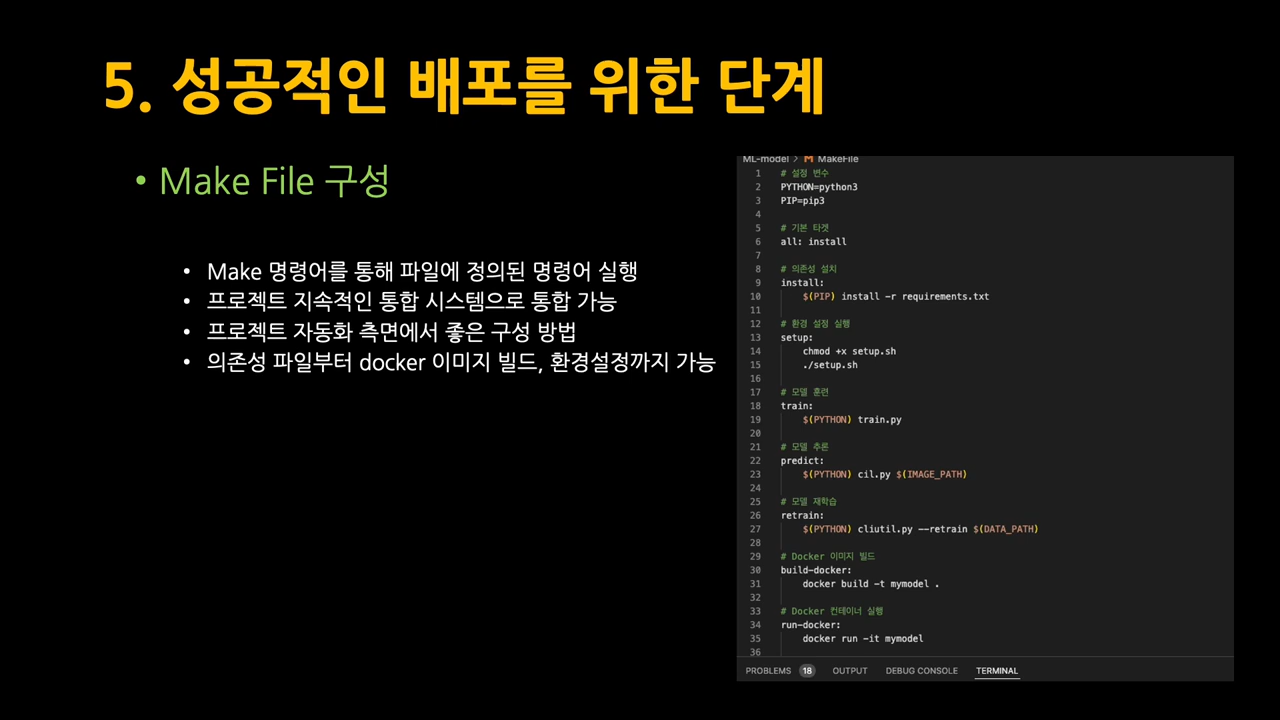 5. 성공적인 배포를 위한 단계
• Make File 구성
• Make 명령어를 통해 파일에 정의된 명령어 실행
• 프로젝트 지속적인 통합 시스템으로 통합 가능
• 프로젝트 자동화 측면에서 좋은 구성 방법
• 의존성 파일부터 docker 이미지 빌드, 환경설정까지 가능
ML-model > M MakeFile
1 # 설정 변수
2 PYTHON=python3
3 PIP=pip3
4
5 # 기본 타겟
6 all: install
7
8 # 의존성 설치
9 install:
10 $(PIP) install -r requirements.txt
11
12 # 환경 설정 실행
13 setup:
14 chmod +x setup.sh
15 ./setup.sh
16
17 # 모델 훈련
18 train:
19 $(PYTHON) train.py
20
21 # 모델 추론
22 predict:
23 $(PYTHON) cil.py $(IMAGE_PATH)
24
25 # 모델 재학습
26 retrain:
27 $(PYTHON) cliutil.py --retrain $(DATA_PATH)
28
29 # Docker 이미지 빌드
30 build-docker:
31 docker build -t mymodel .
32
33 # Docker 컨테이너 실행
34 run-docker:
35 docker run -it mymodel
36
PROBLEMS 18 OUTPUT DEBUG CONSOLE TERMINAL